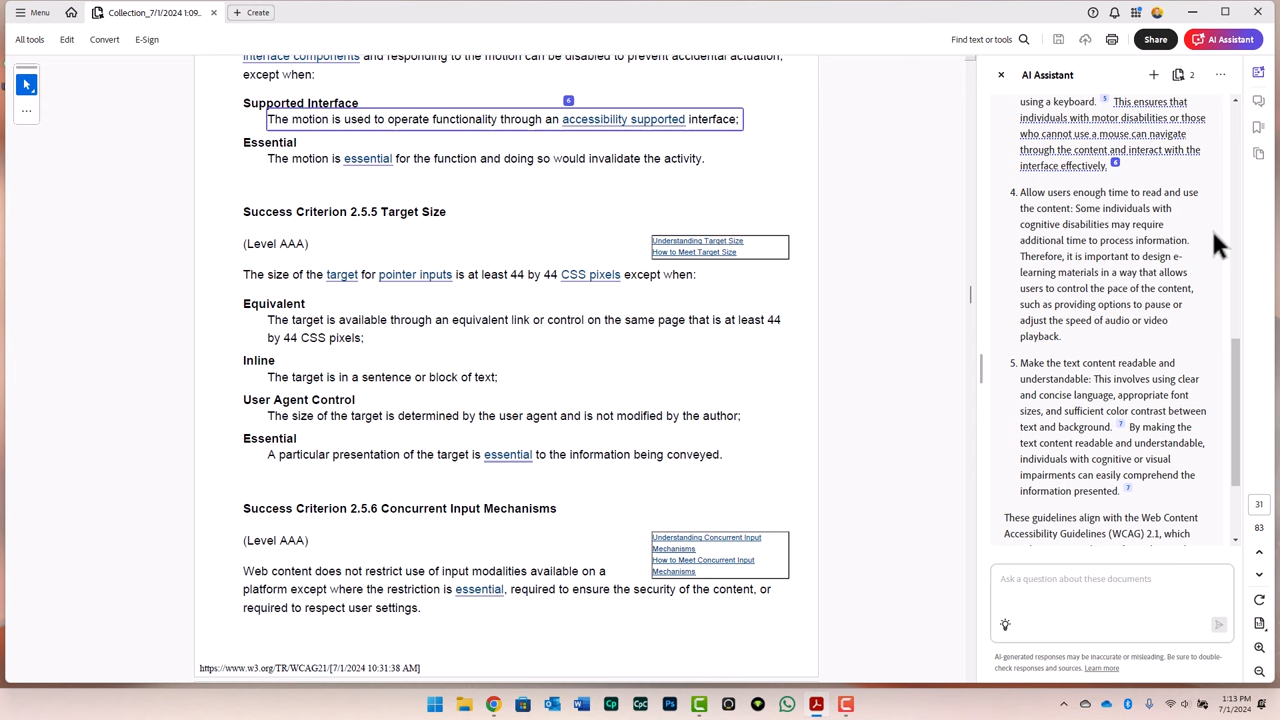 Menu
Collection_7/1/2024 1:09...
Create
All tools
Edit
Convert
E-Sign
Find text or tools
Share
AI Assistant
interface components and responding to the motion can be disabled to prevent accidental actuation,
except when:
6
Supported Interface
The motion is used to operate functionality through an accessibility supported interface;
Essential
The motion is essential for the function and doing so would invalidate the activity.
Success Criterion 2.5.5 Target Size
(Level AAA)
Understanding Target Size
How to Meet Target Size
The size of the target for pointer inputs is at least 44 by 44 CSS pixels except when:
Equivalent
The target is available through an equivalent link or control on the same page that is at least 44
by 44 CSS pixels;
Inline
The target is in a sentence or block of text;
User Agent Control
The size of the target is determined by the user agent and is not modified by the author;
Essential
A particular presentation of the target is essential to the information being conveyed.
Success Criterion 2.5.6 Concurrent Input Mechanisms
(Level AAA)
Understanding Concurrent Input
Mechanisms
How to Meet Concurrent Input
Mechanisms
Web content does not restrict use of input modalities available on a
platform except where the restriction is essential, required to ensure the security of the content, or
required to respect user settings.
https://www.w3.org/TR/WCAG21/[7/1/2024 10:31:38 AM]
AI Assistant
2
using a keyboard. 5 This ensures that
individuals with motor disabilities or those
who cannot use a mouse can navigate
through the content and interact with the
interface effectively. 6
4. Allow users enough time to read and use
the content: Some individuals with
cognitive disabilities may require
additional time to process information.
Therefore, it is important to design e-
learning materials in a way that allows
users to control the pace of the content,
such as providing options to pause or
adjust the speed of audio or video
playback.
5. Make the text content readable and
understandable: This involves using clear
and concise language, appropriate font
sizes, and sufficient color contrast between
text and background. 7 By making the
text content readable and understandable,
individuals with cognitive or visual
impairments can easily comprehend the
information presented. 7
These guidelines align with the Web Content
Accessibility Guidelines (WCAG) 2.1, which
Ask a question about these documents
AI-generated responses may be inaccurate or misleading. Be sure to double-
check responses and sources. Learn more
31
83
1:13 PM
7/1/2024